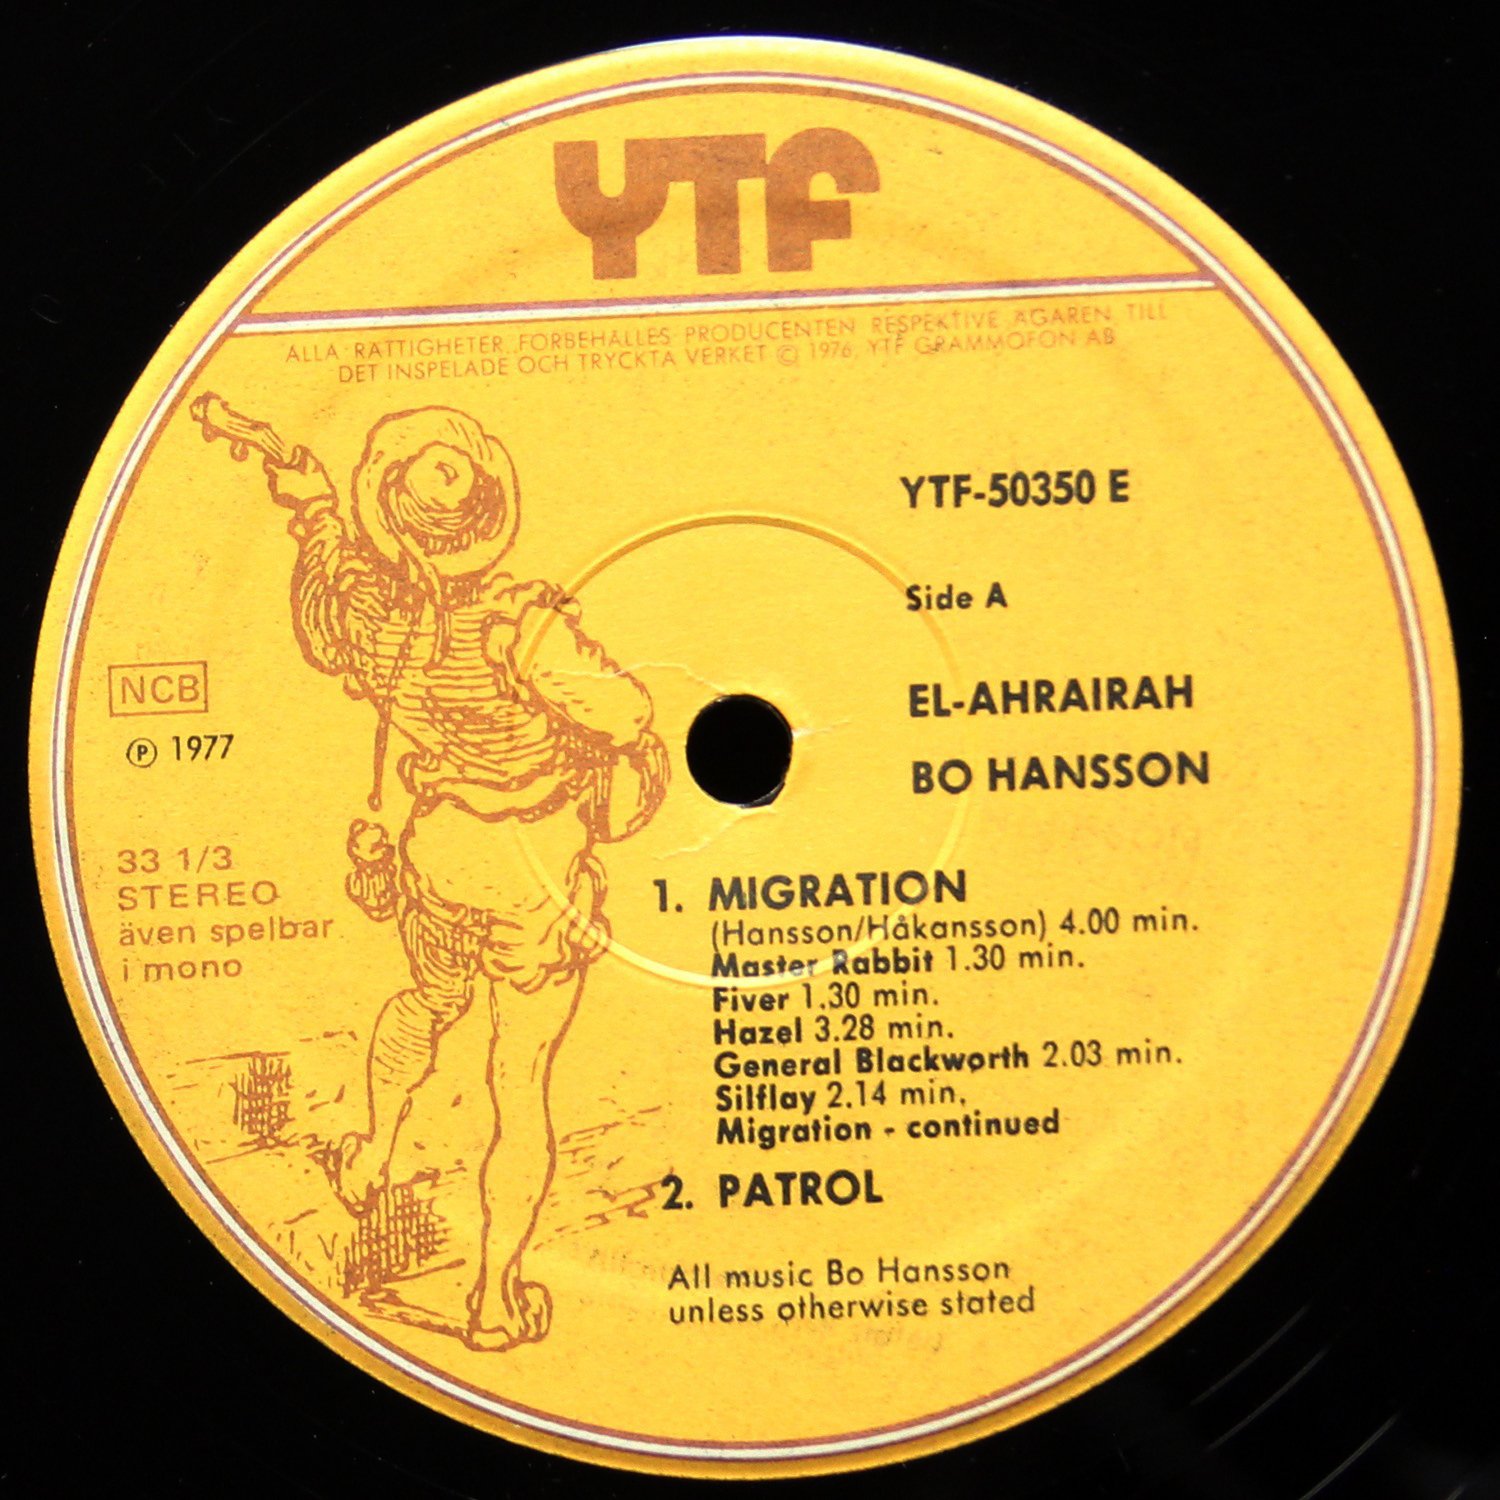 YTF
ALLA RÄTTIGHETER FÖRBEHÅLLES PRODUCENTEN RESPEKTIVE ÄGAREN TILL
DET INSPELADE OCH TRYCKTA VERKET © 1976, YTF GRAMMOFON AB
YTF-50350 E
Side A
EL-AHRAIRAH
BO HANSSON
NCB
℗ 1977
33 1/3
STEREO
även spelbar
i mono
1. MIGRATION
(Hansson/Håkansson) 4.00 min.
Master Rabbit 1.30 min.
Fiver 1.30 min.
Hazel 3.28 min.
General Blackworth 2.03 min.
Silflay 2.14 min.
Migration - continued
2. PATROL
All music Bo Hansson
unless otherwise stated